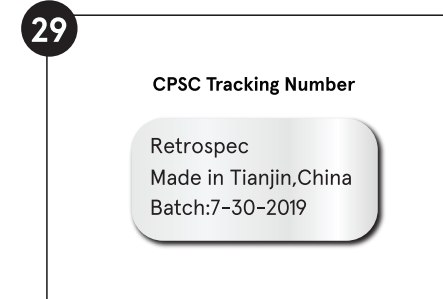 29
CPSC Tracking Number
Retrospec
Made in Tianjin,China
Batch:7-30-2019